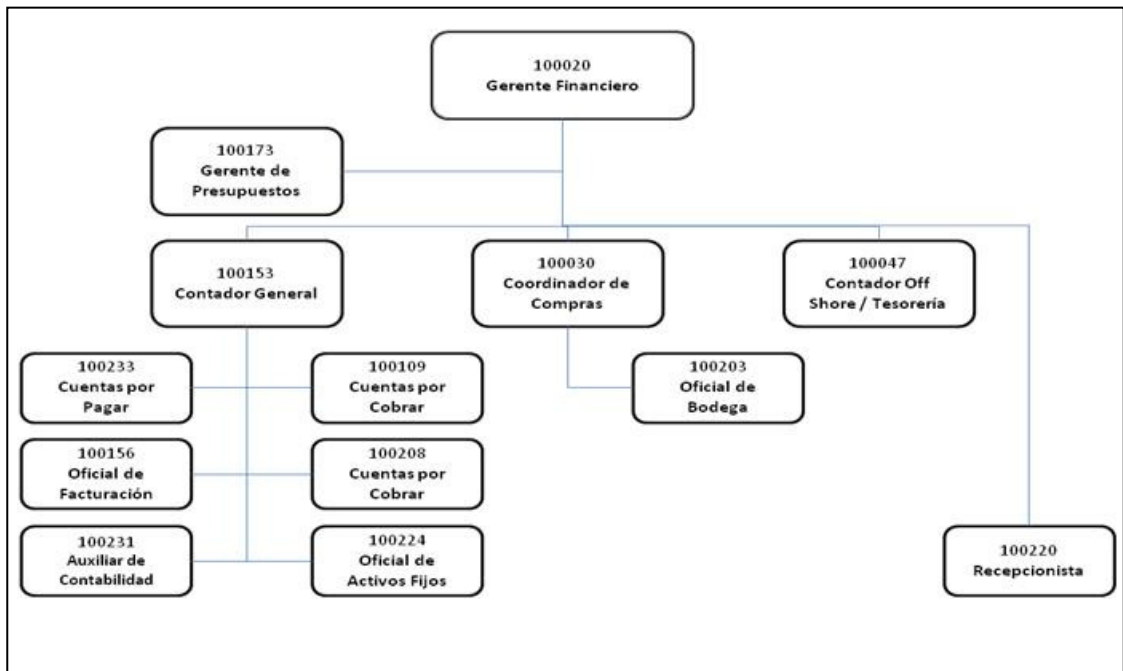 100020
Gerente Financiero
100173
Gerente de
Presupuestos
100153
Contador General
100030
Coordinador de
Compras
100047
Contador Off
Shore / Tesorería
100233
Cuentas por
Pagar
100109
Cuentas por
Cobrar
100203
Oficial de
Bodega
100156
Oficial de
Facturación
100208
Cuentas por
Cobrar
100231
Auxiliar de
Contabilidad
100224
Oficial de
Activos Fijos
100220
Recepcionista